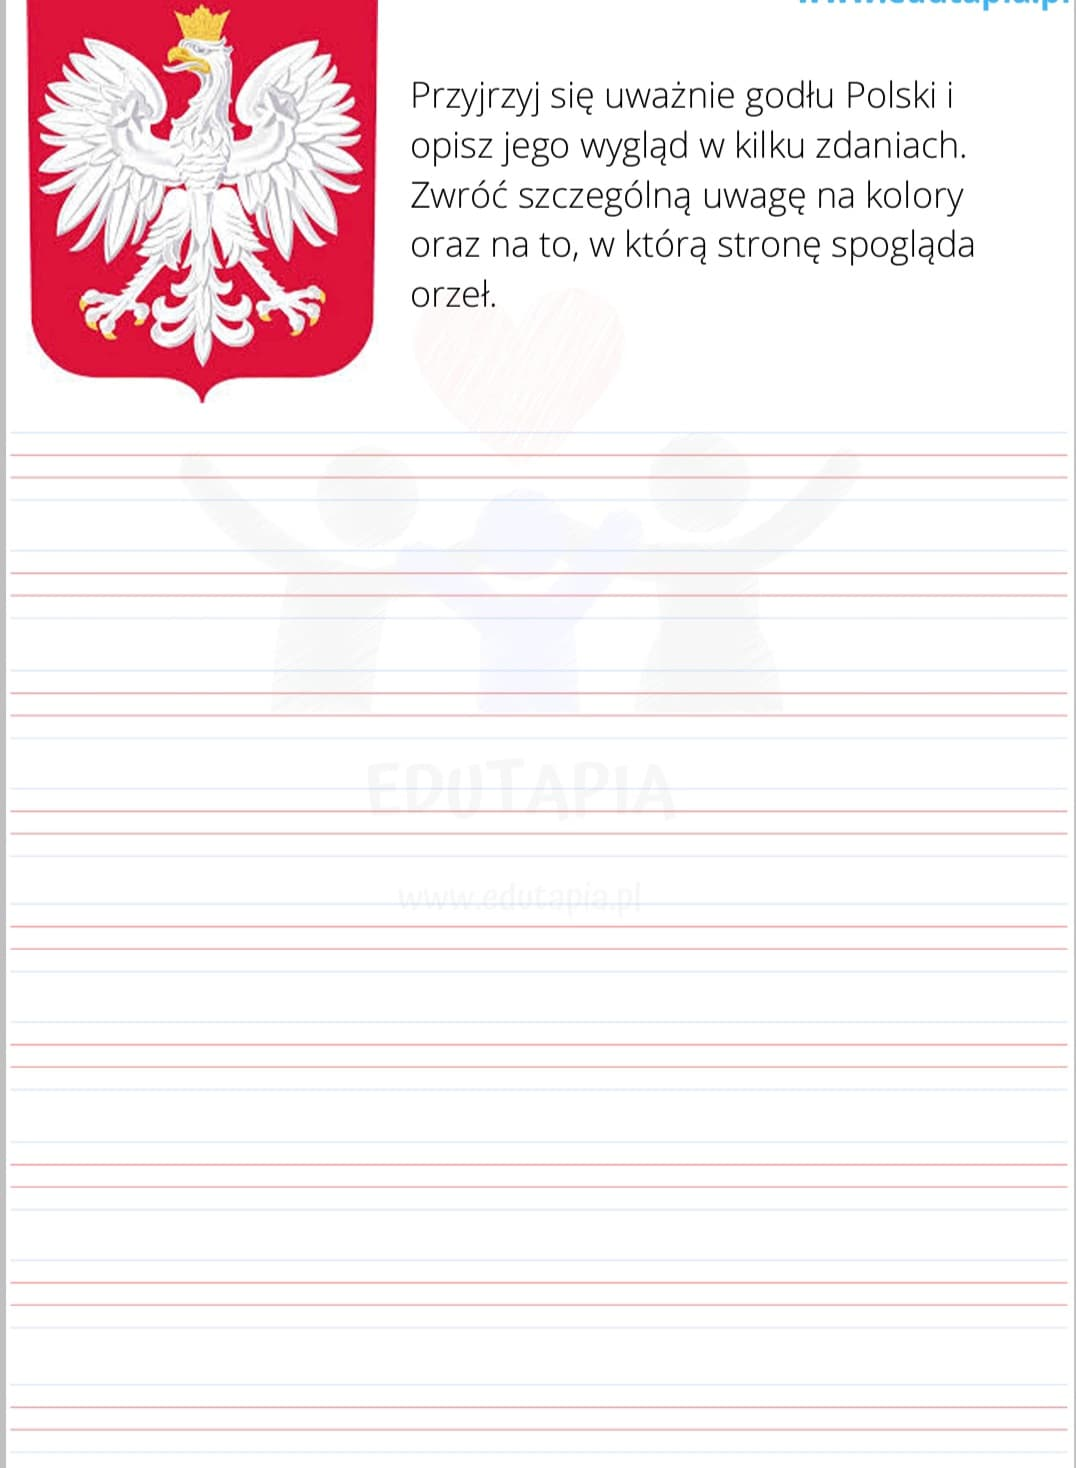 Przyjrzyj się uważnie godłu Polski i
opisz jego wygląd w kilku zdaniach.
Zwróć szczególną uwagę na kolory
oraz na to, w którą stronę spogląda
orzeł.
EDUTAPIA
www.edutapia.pl